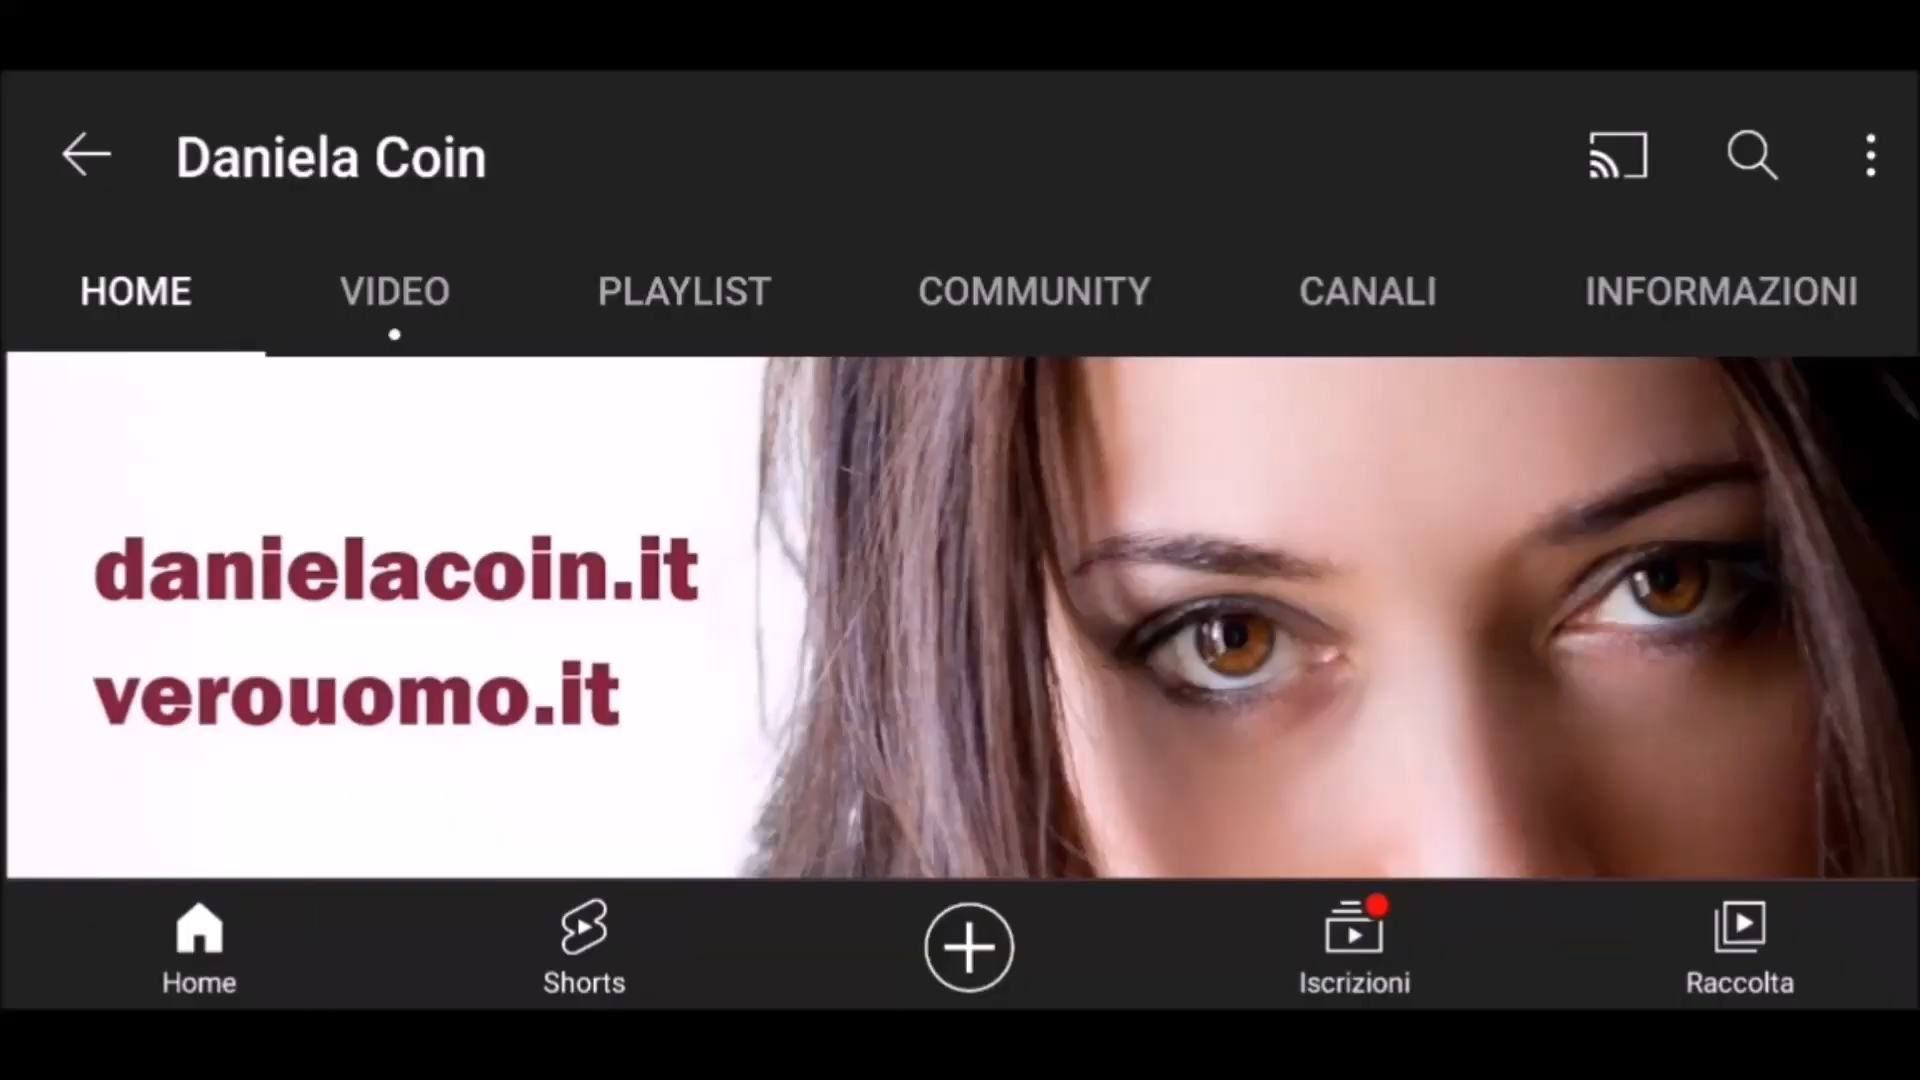 Daniela Coin
HOME VIDEO PLAYLIST COMMUNITY CANALI INFORMAZIONI
danielacoin.it
verouomo.it
Home Shorts Iscrizioni Raccolta